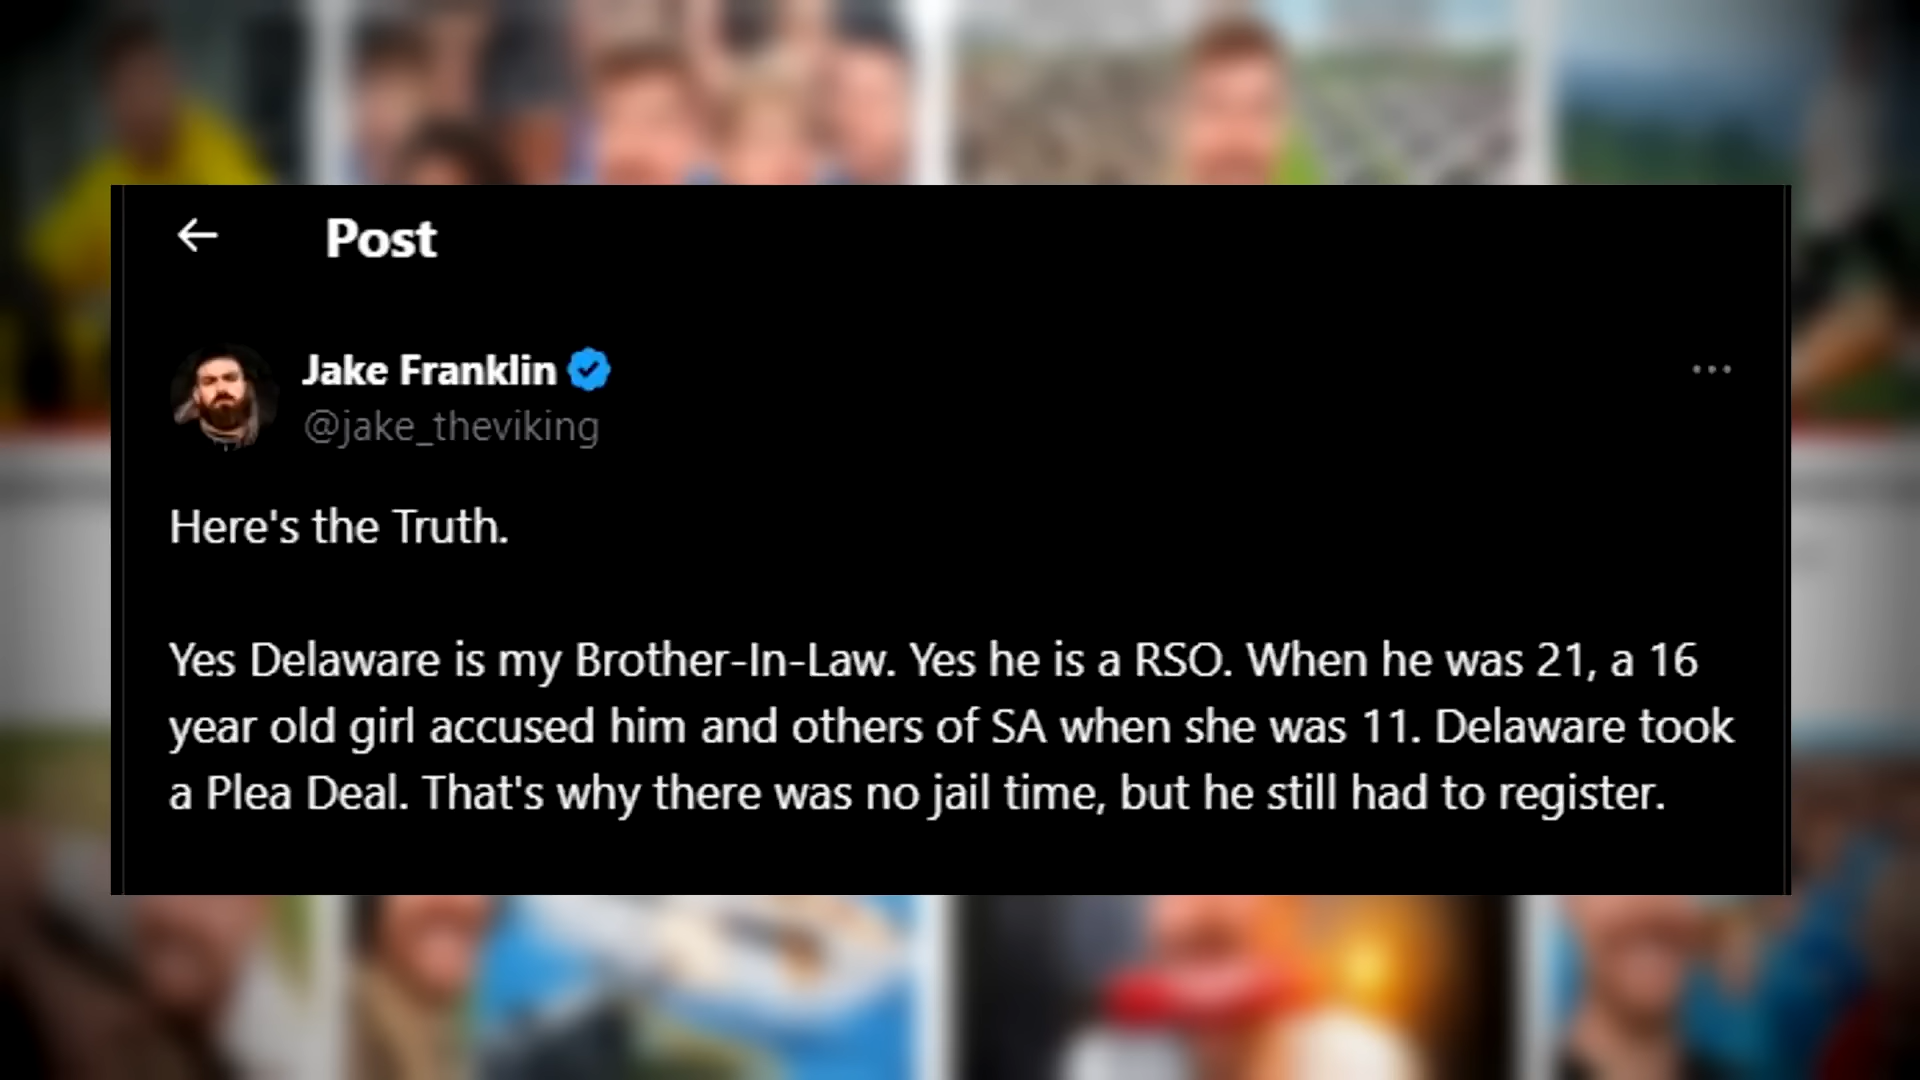 Post
Jake Franklin
@jake_theviking
Here's the Truth.
Yes Delaware is my Brother-In-Law. Yes he is a RSO. When he was 21, a 16
year old girl accused him and others of SA when she was 11. Delaware took
a Plea Deal. That's why there was no jail time, but he still had to register.